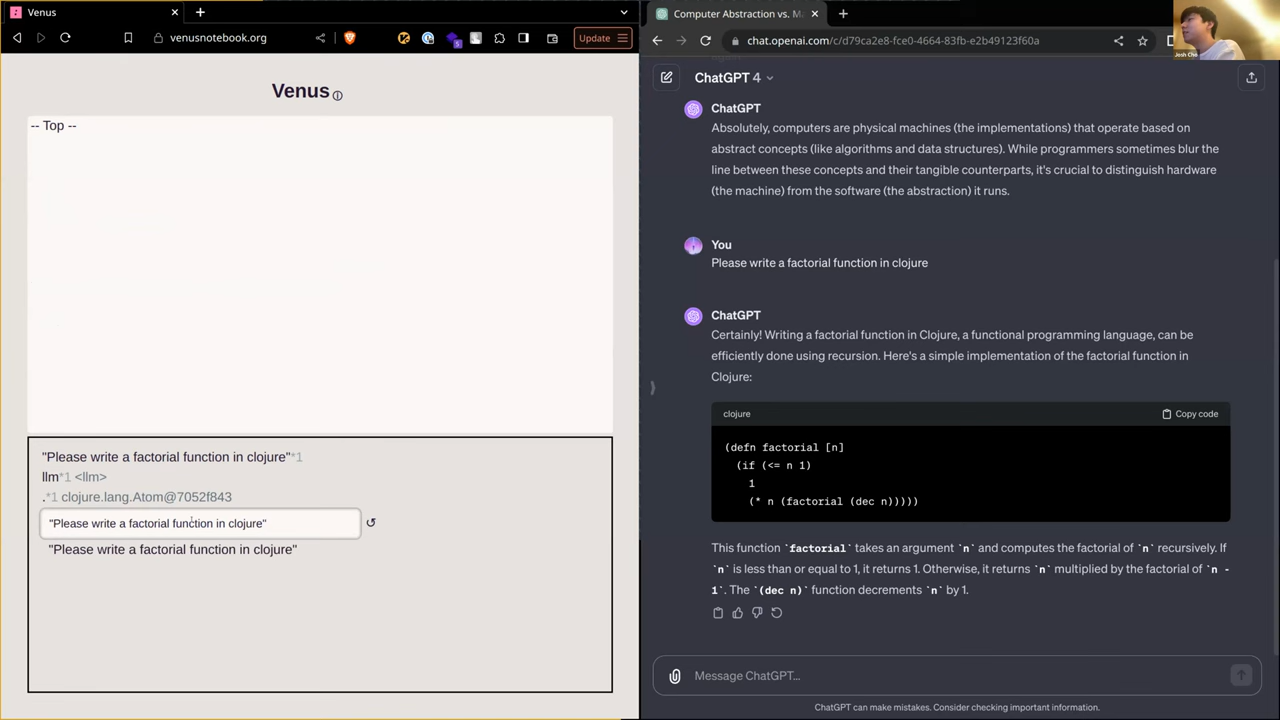 Venus
venusnotebook.org
Update
Venus
-- Top --
"Please write a factorial function in clojure"*1
llm*1 <llm>
.*1 clojure.lang.Atom@7052f843
"Please write a factorial function in clojure"
"Please write a factorial function in clojure"
Computer Abstraction vs. Ma
chat.openai.com/c/d79ca2e8-fce0-4664-83fb-e2b49123f60a
Josh Cho
ChatGPT 4
ChatGPT
Absolutely, computers are physical machines (the implementations) that operate based on
abstract concepts (like algorithms and data structures). While programmers sometimes blur the
line between these concepts and their tangible counterparts, it's crucial to distinguish hardware
(the machine) from the software (the abstraction) it runs.
You
Please write a factorial function in clojure
ChatGPT
Certainly! Writing a factorial function in Clojure, a functional programming language, can be
efficiently done using recursion. Here's a simple implementation of the factorial function in
Clojure:
clojure
Copy code
(defn factorial [n]
(if (<= n 1)
1
(* n (factorial (dec n)))))
This function `factorial` takes an argument `n` and computes the factorial of `n` recursively. If
`n` is less than or equal to 1, it returns 1. Otherwise, it returns `n` multiplied by the factorial of `n -
1`. The `(dec n)` function decrements `n` by 1.
Message ChatGPT...
ChatGPT can make mistakes. Consider checking important information.